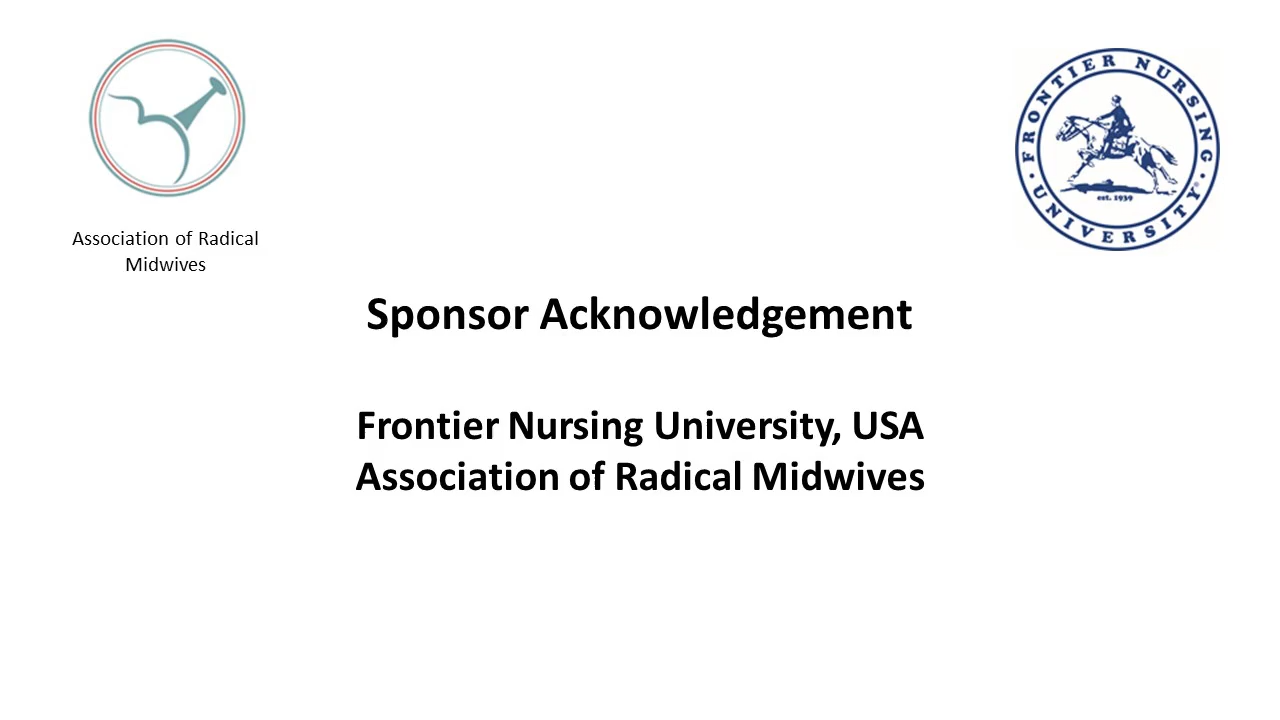 FRONTIER NURSING
UNIVERSITY
est. 1939
Association of Radical
Midwives
Sponsor Acknowledgement
Frontier Nursing University, USA
Association of Radical Midwives